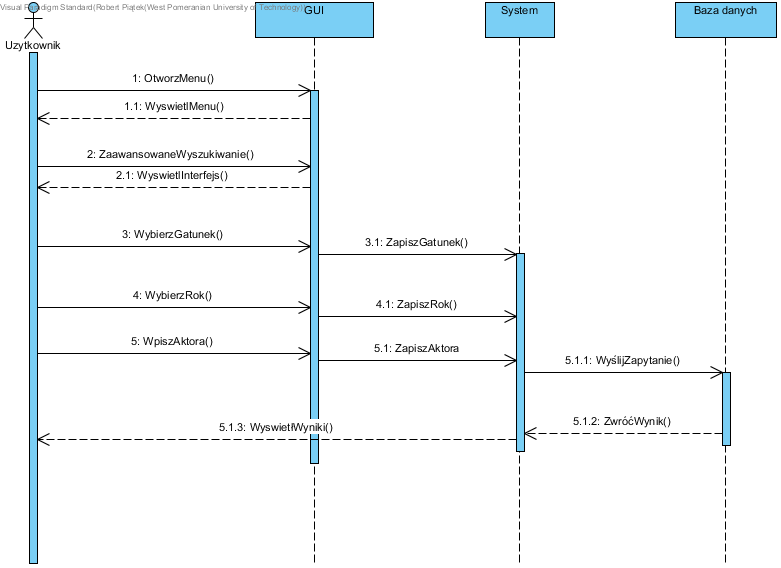 Visual Paradigm Standard(Robert Piątek(West Pomeranian University of Technology))
GUI
System
Baza danych
Uzytkownik
1: OtworzMenu()
1.1: WyswietlMenu()
2: ZaawansowaneWyszukiwanie()
2.1: WyswietlInterfejs()
3: WybierzGatunek()
3.1: ZapiszGatunek()
4: WybierzRok()
4.1: ZapiszRok()
5: WpiszAktora()
5.1: ZapiszAktora
5.1.1: WyślijZapytanie()
5.1.2: ZwróćWynik()
5.1.3: WyswietlWyniki()